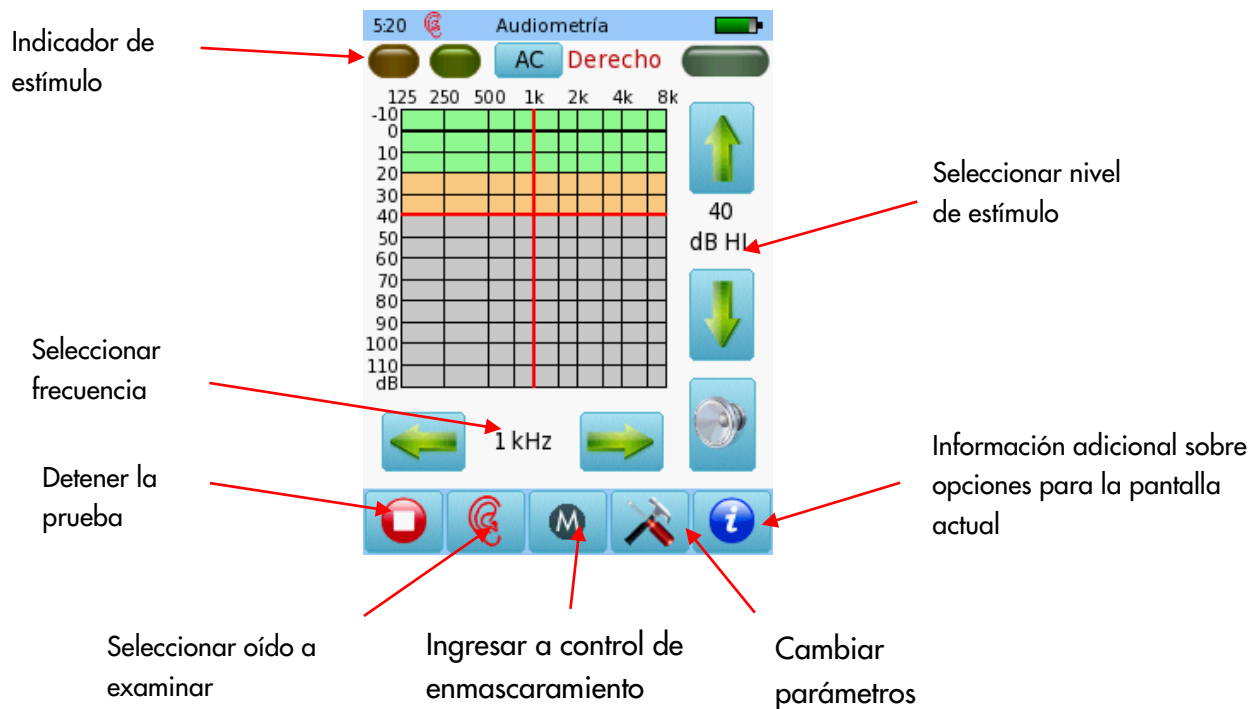 5:20 Audiometría
Indicador de
estímulo
AC Derecho
125 250 500 1k 2k 4k 8k
-10
0
10
20
30
40
50
60
70
80
90
100
110
dB
40
dB HL
Seleccionar nivel
de estímulo
Seleccionar
frecuencia
1 kHz
Detener la
prueba
M
i
Información adicional sobre
opciones para la pantalla
actual
Seleccionar oído a
examinar
Ingresar a control de
enmascaramiento
Cambiar
parámetros